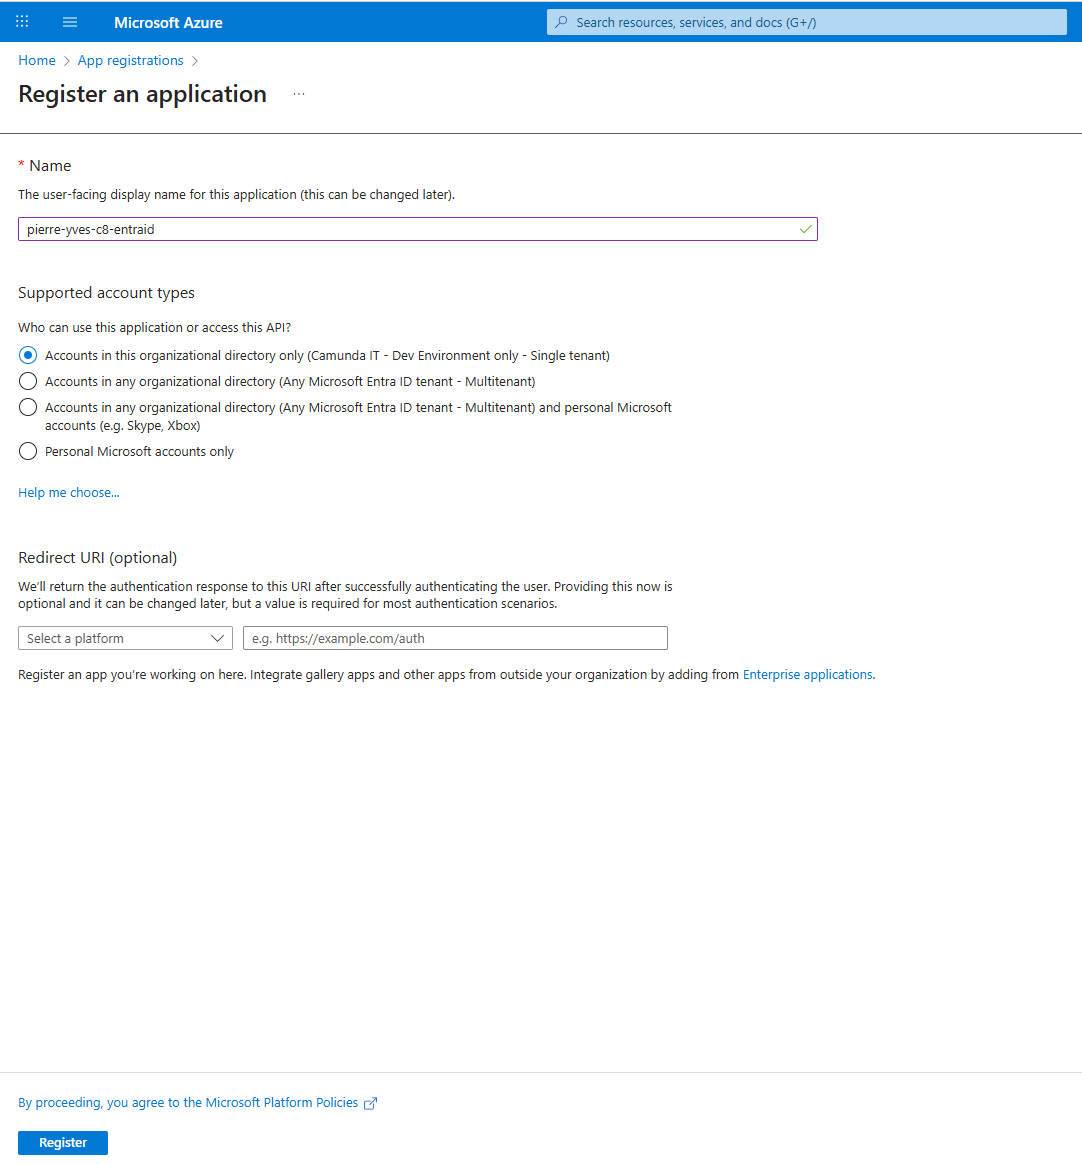 Microsoft Azure
Search resources, services, and docs (G+/)
Home > App registrations >
Register an application ...
* Name
The user-facing display name for this application (this can be changed later).
pierre-yves-c8-entraid
Supported account types
Who can use this application or access this API?
Accounts in this organizational directory only (Camunda IT - Dev Environment only - Single tenant)
Accounts in any organizational directory (Any Microsoft Entra ID tenant - Multitenant)
Accounts in any organizational directory (Any Microsoft Entra ID tenant - Multitenant) and personal Microsoft
accounts (e.g. Skype, Xbox)
Personal Microsoft accounts only
Help me choose...
Redirect URI (optional)
We'll return the authentication response to this URI after successfully authenticating the user. Providing this now is
optional and it can be changed later, but a value is required for most authentication scenarios.
Select a platform
e.g. https://example.com/auth
Register an app you're working on here. Integrate gallery apps and other apps from outside your organization by adding from Enterprise applications.
By proceeding, you agree to the Microsoft Platform Policies
Register